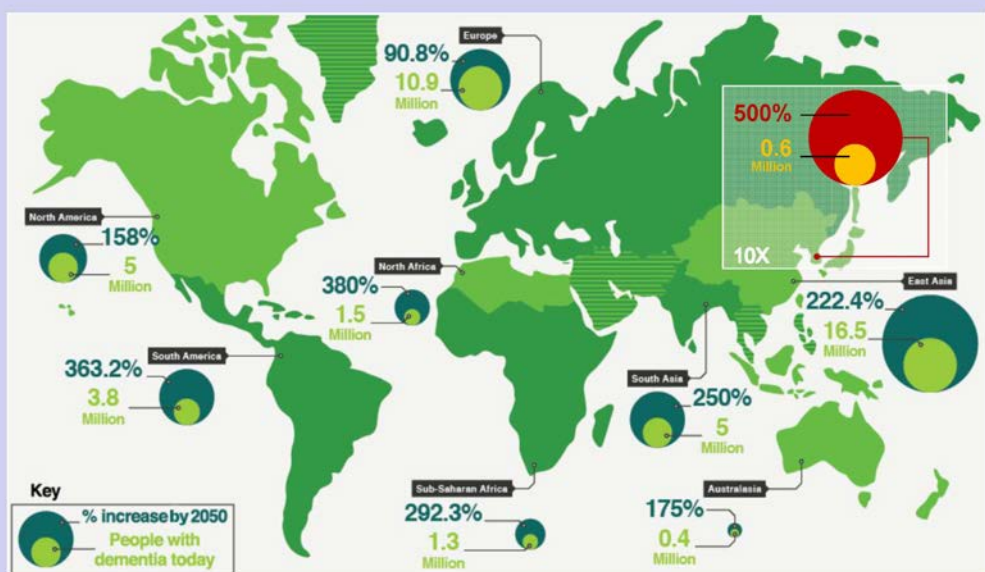 Europe
90.8%
10.9
Million
500%
0.6
Million
10X
North America
158%
5
Million
North Africa
380%
1.5
Million
East Asia
222.4%
16.5
Million
South America
363.2%
3.8
Million
South Asia
250%
5
Million
Sub-Saharan Africa
292.3%
1.3
Million
Australasia
175%
0.4
Million
Key
% increase by 2050
People with
dementia today